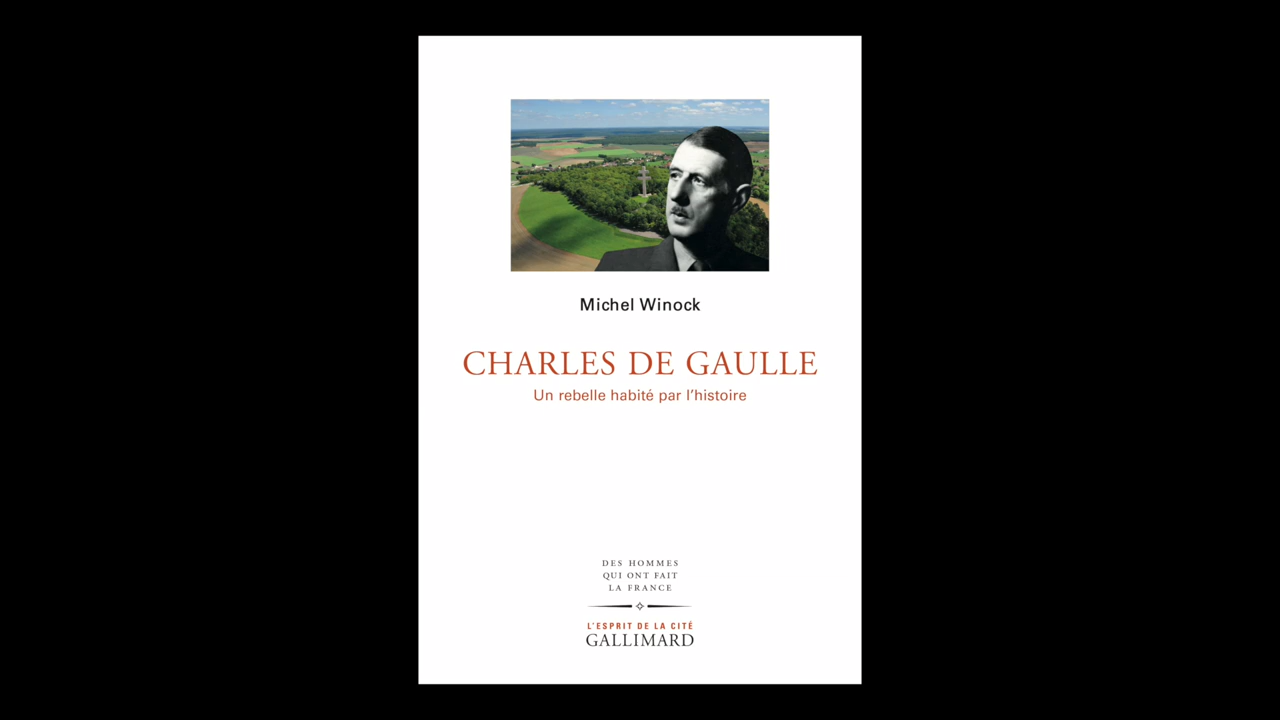 Michel Winock
CHARLES DE GAULLE
Un rebelle habité par l'histoire
DES HOMMES
QUI ONT FAIT
LA FRANCE
L'ESPRIT DE LA CITÉ
GALLIMARD